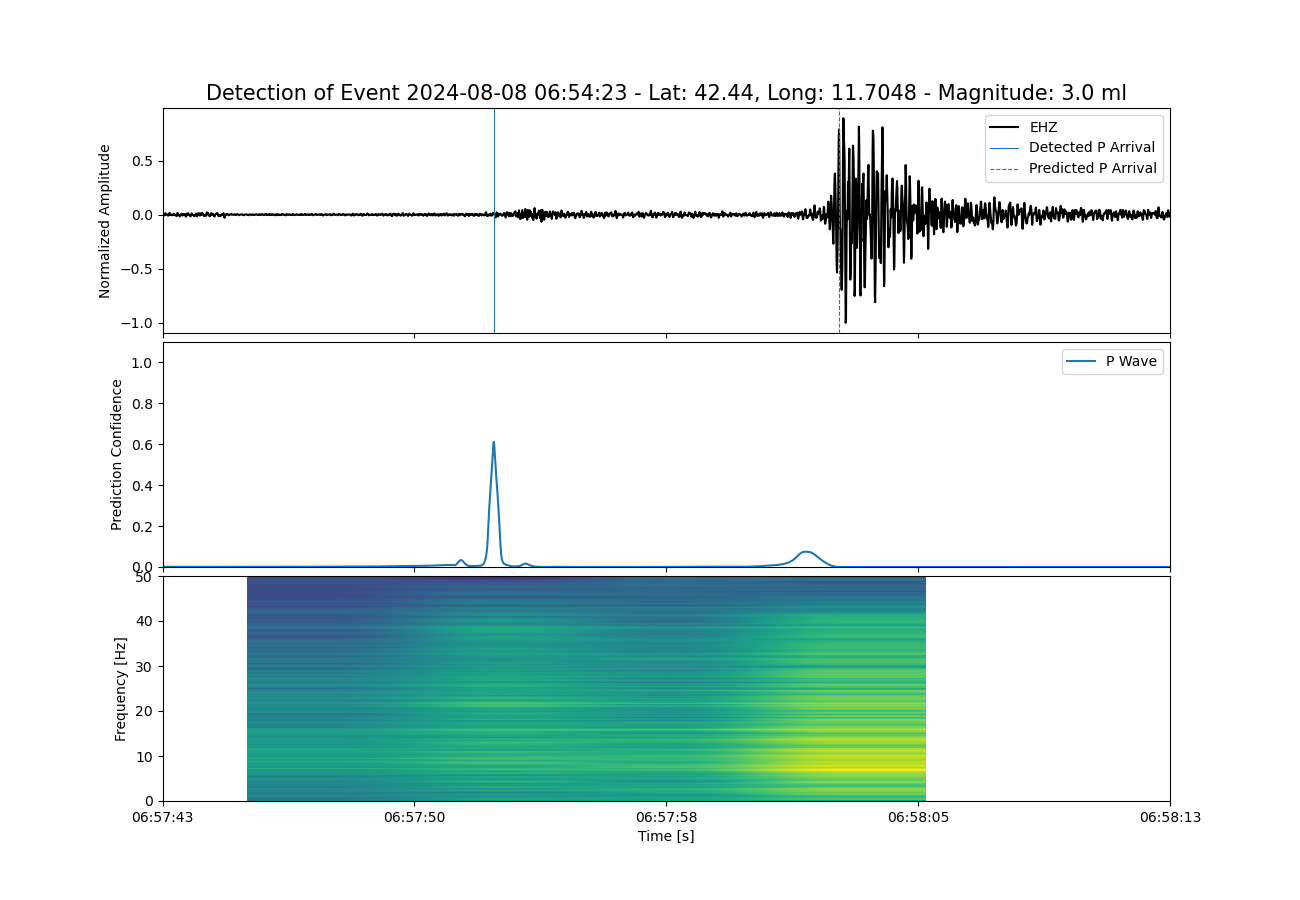 Detection of Event 2024-08-08 06:54:23 - Lat: 42.44, Long: 11.7048 - Magnitude: 3.0 ml
Normalized Amplitude
0.5
0.0
−0.5
−1.0
EHZ
Detected P Arrival
Predicted P Arrival
Prediction Confidence
1.0
0.8
0.6
0.4
0.2
0.0
P Wave
Frequency [Hz]
50
40
30
20
10
0
06:57:43 06:57:50 06:57:58 06:58:05 06:58:13
Time [s]